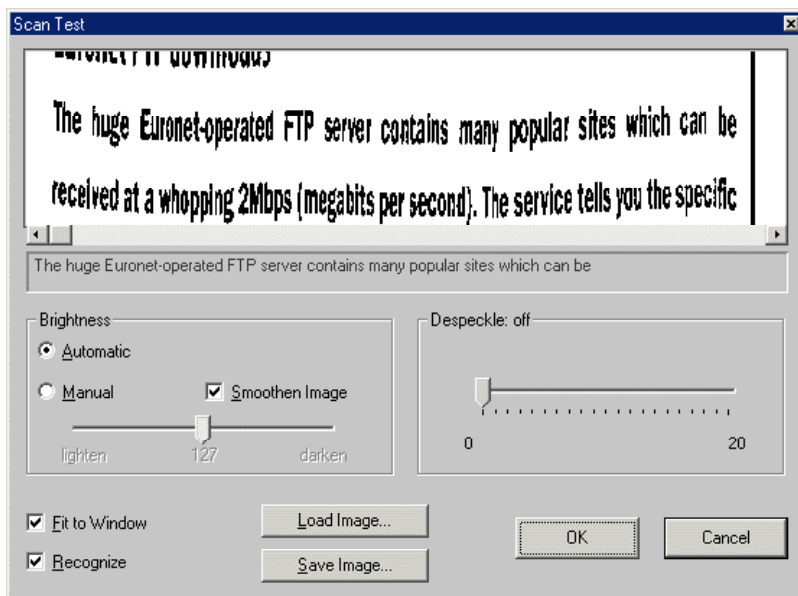 Scan Test
Euronet FTP downloads
The huge Euronet-operated FTP server contains many popular sites which can be
received at a whopping 2Mbps (megabits per second). The service tells you the specific
The huge Euronet-operated FTP server contains many popular sites which can be
Brightness
Automatic
Manual
Smoothen Image
lighten
127
darken
Despeckle: off
0
20
Fit to Window
Recognize
Load Image...
Save Image...
OK
Cancel